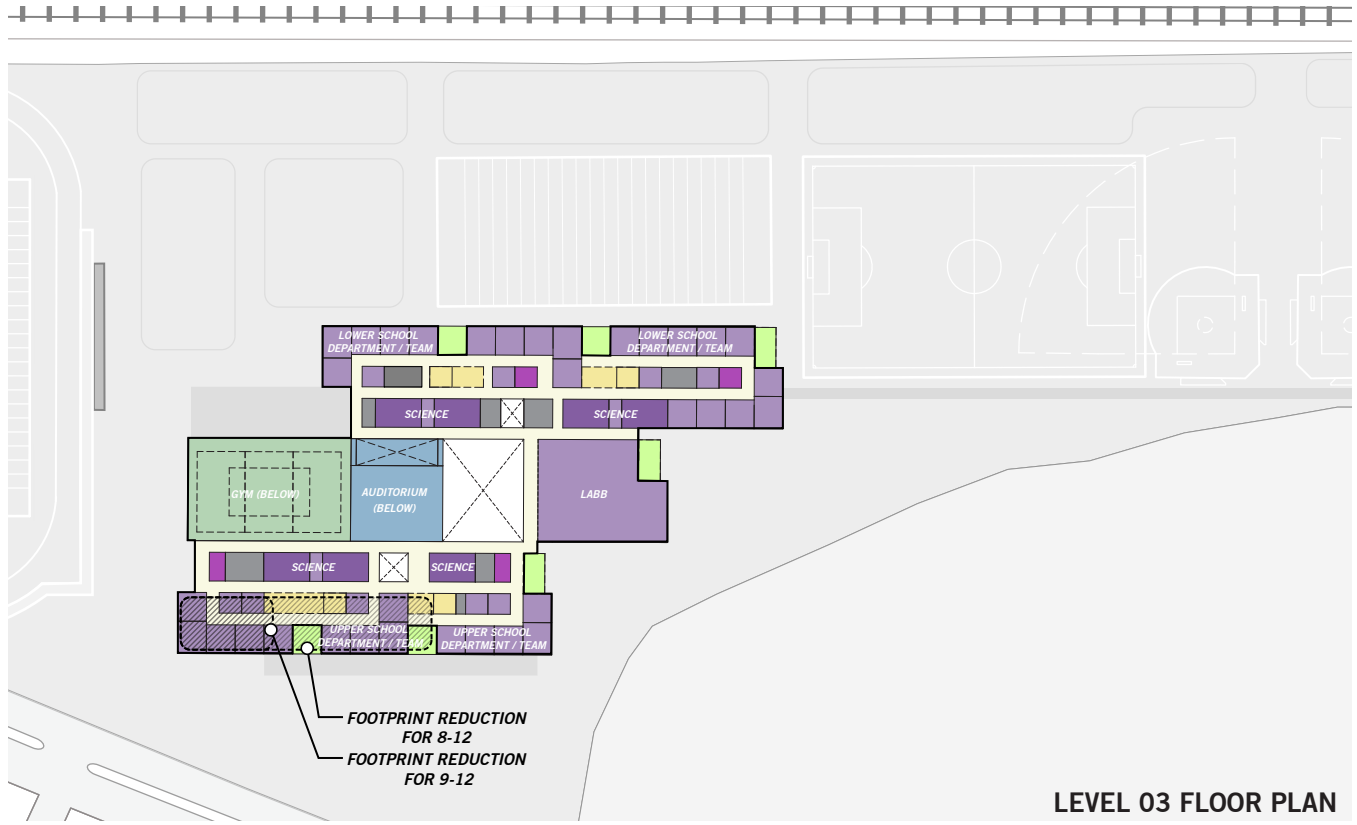 LOWER SCHOOL
DEPARTMENT / TEAM
LOWER SCHOOL
DEPARTMENT / TEAM
SCIENCE
SCIENCE
GYM (BELOW)
AUDITORIUM
(BELOW)
LABB
SCIENCE
SCIENCE
UPPER SCHOOL
DEPARTMENT / TEAM
UPPER SCHOOL
DEPARTMENT / TEAM
FOOTPRINT REDUCTION
FOR 8-12
FOOTPRINT REDUCTION
FOR 9-12
LEVEL 03 FLOOR PLAN